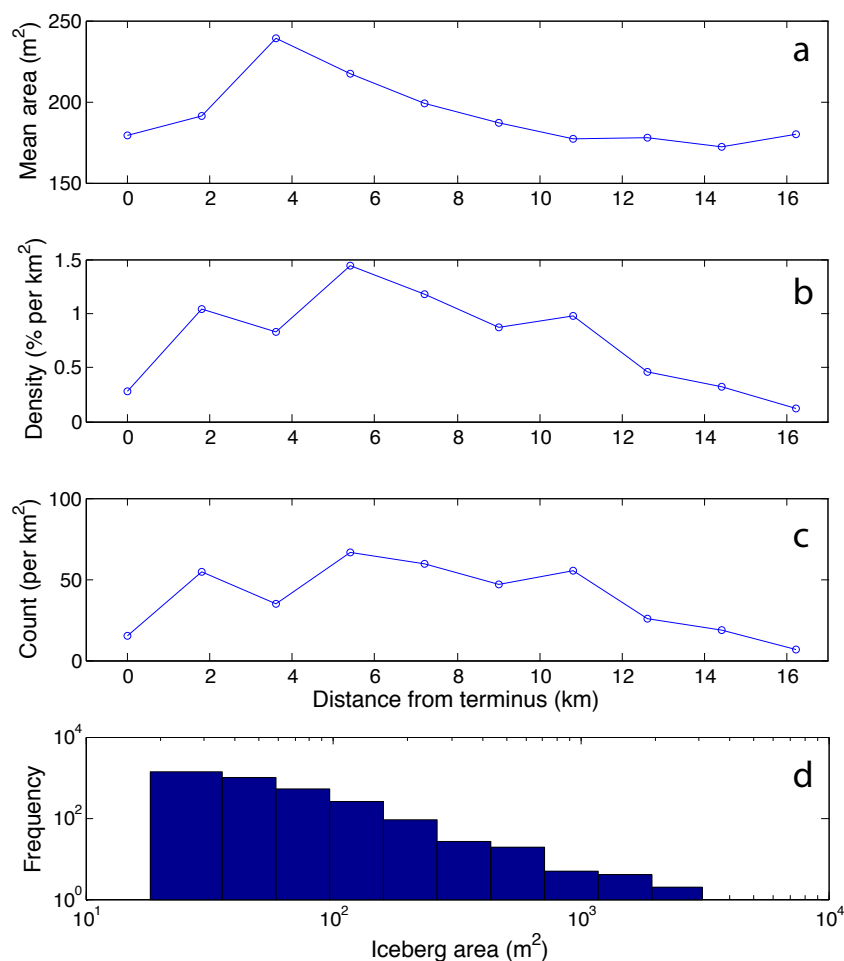 a
250
200
150
Mean area (m²)
0 2 4 6 8 10 12 14 16
b
1.5
1
0.5
0
Density (% per km²)
0 2 4 6 8 10 12 14 16
c
100
50
0
Count (per km²)
0 2 4 6 8 10 12 14 16
Distance from terminus (km)
d
10⁴
10²
10⁰
Frequency
10¹ 10² 10³ 10⁴
Iceberg area (m²)